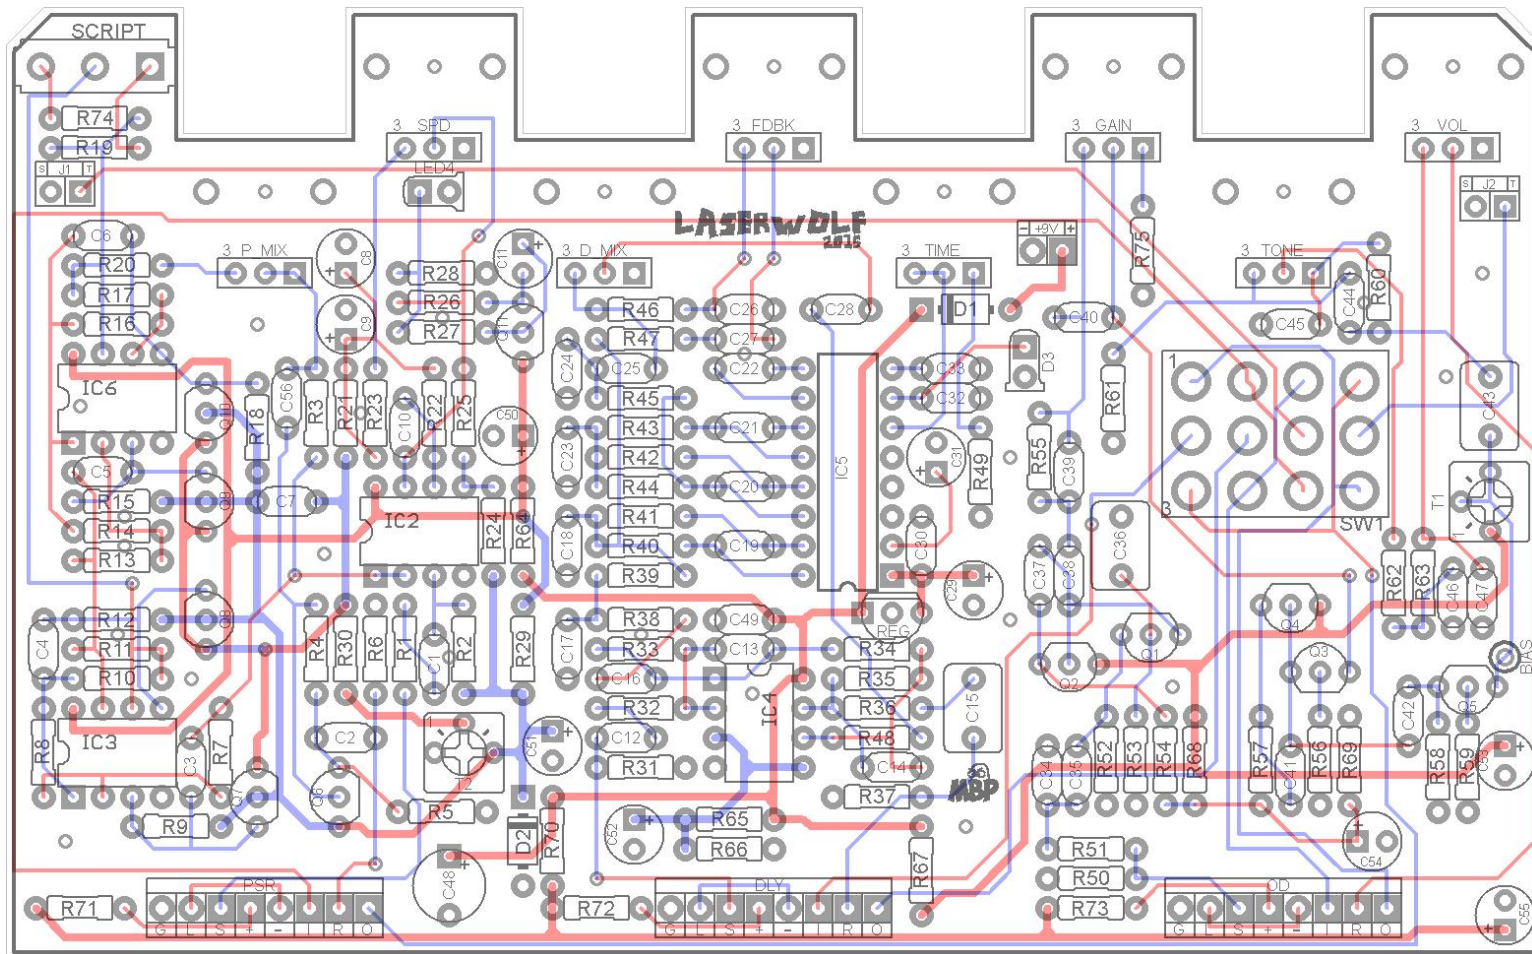 SCRIPT
R74
R19
S J1 T
3 SPD
LED4
3 FDBK
3 GAIN
3 VOL
S J2 T
LASERWOLF
2015
C6
R20
R17
R16
3 P_MIX
C8
C9
R28
R26
R27
C11
3 D_MIX
R46
R47
C26
C27
C28
- +9V +
3 TIME
D1
D3
C40
R75
3 TONE
C45
C44
R60
IC6
R18
C56
R3
R21
R23
C10
R22
R25
C50
C24
C25
C22
R45
R43
C21
C23
R42
R44
C20
R41
C18
R40
C19
R39
IC5
C33
C32
C31
R49
R55
C39
R61
1
3
SW1
C43
T1
C5
R15
R14
R13
C7
IC2
R24
R64
C30
C29
REG
C36
C37
C38
R62
R63
C46
C47
BIAS
R12
R11
R10
C4
R4
R30
R6
R1
C1
R2
R29
C17
R38
R33
C16
R32
C12
R31
C49
C13
IC4
R34
R35
R36
R48
C14
R37
C15
MBP
Q2
Q1
Q4
Q3
Q5
C42
IC3
R8
C3
R7
Q7
Q6
C2
T2
R5
R9
C51
D2
R70
C52
R65
R66
R67
C48
C34
C35
R52
R53
R54
R68
R57
C41
R56
R69
R58
R59
C53
C54
C55
R51
R50
R73
R71
PSR
G L S + - I R O
R72
DLY
G L S + - I R O
OD
G L S + - I R O